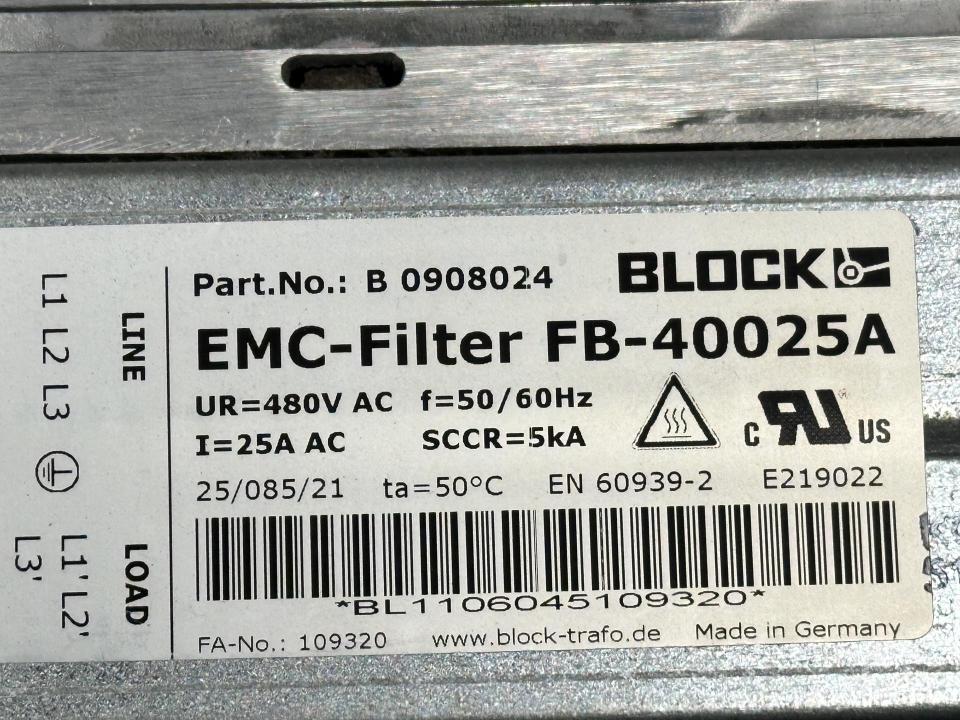 Part.No.: B 0908024
BLOCK
EMC-Filter FB-40025A
UR=480V AC f=50/60Hz
I=25A AC SCCR=5kA
c RU US
25/085/21 ta=50°C EN 60939-2 E219022
*BL1106045109320*
FA-No.: 109320 www.block-trafo.de Made in Germany
LINE
L1 L2 L3
LOAD
L1' L2'
L3'